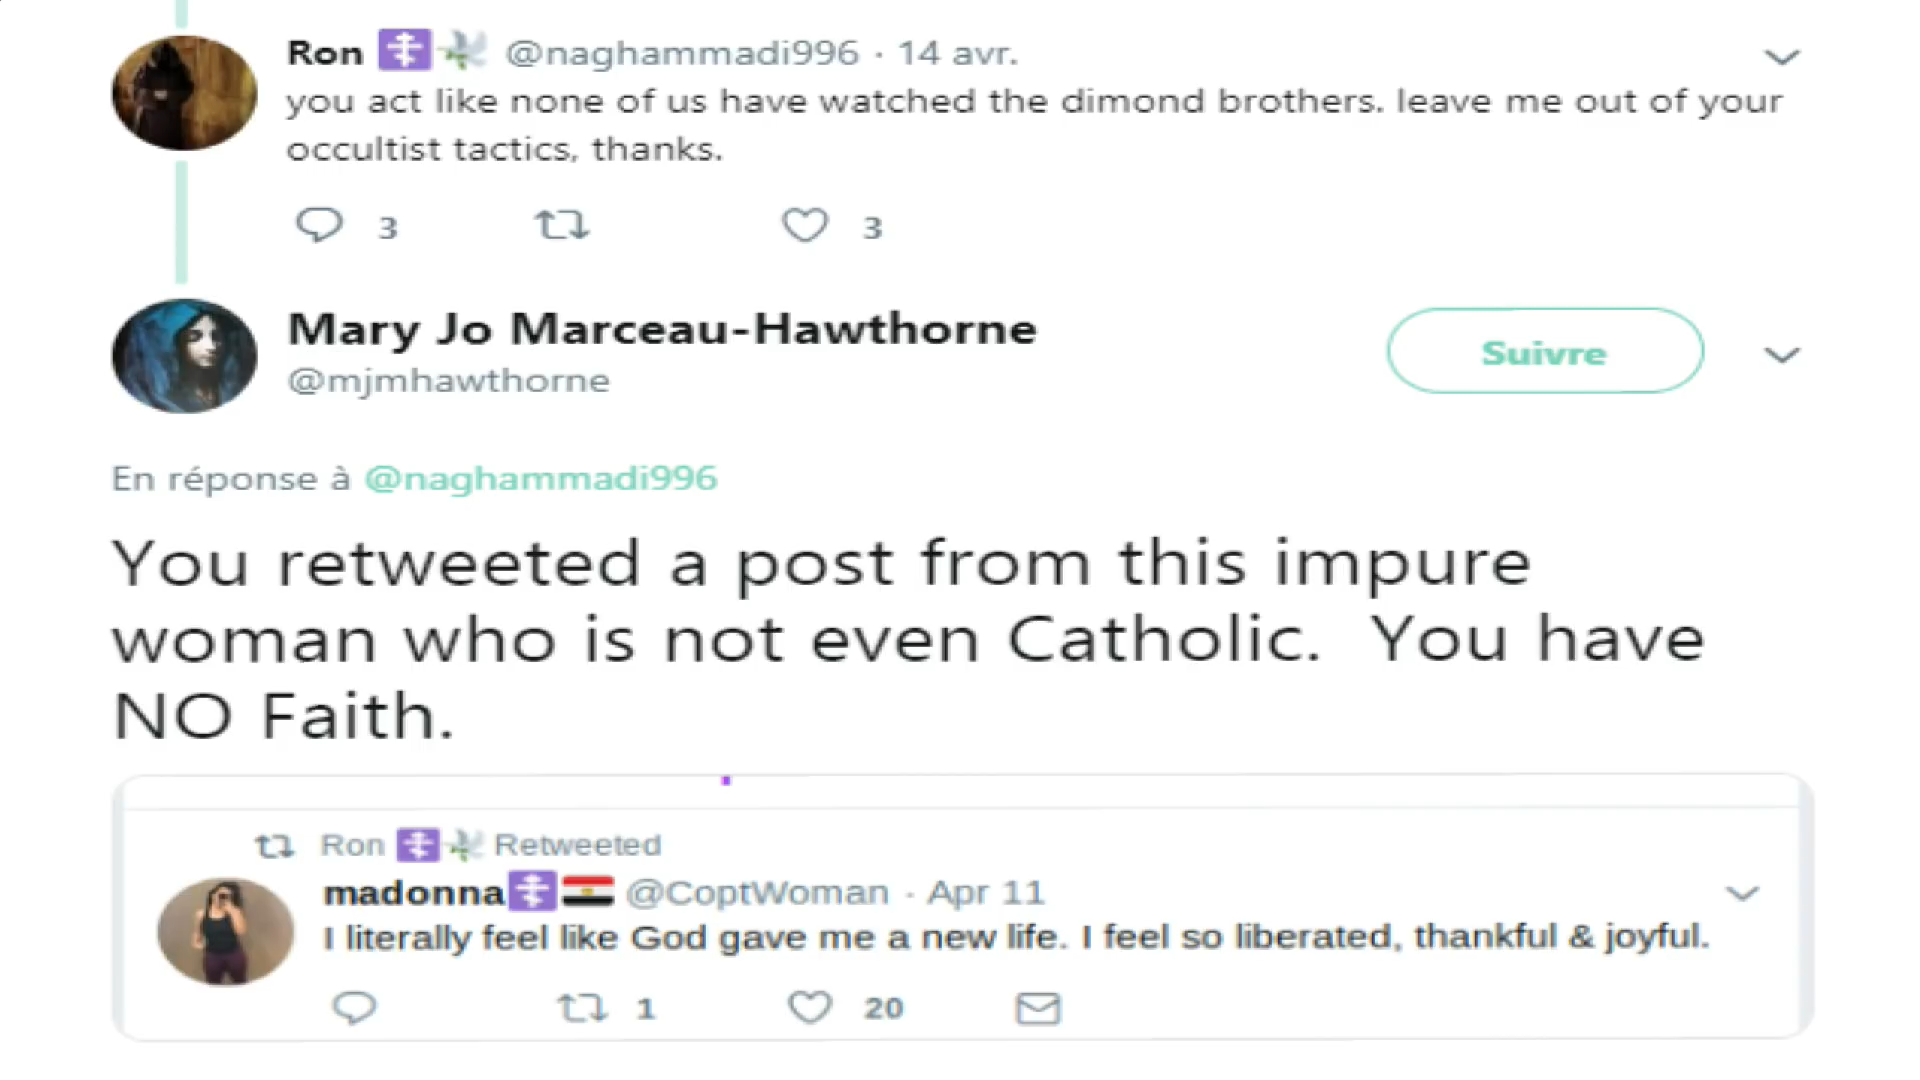 Ron ☦️🕊️ @naghammadi996 · 14 avr.
you act like none of us have watched the dimond brothers. leave me out of your
occultist tactics, thanks.
3 3
Mary Jo Marceau-Hawthorne
@mjmhawthorne
Suivre
En réponse à @naghammadi996
You retweeted a post from this impure
woman who is not even Catholic.  You have
NO Faith.
Ron ☦️🕊️ Retweeted
madonna☦️🇪🇬 @CoptWoman · Apr 11
I literally feel like God gave me a new life. I feel so liberated, thankful & joyful.
1 20